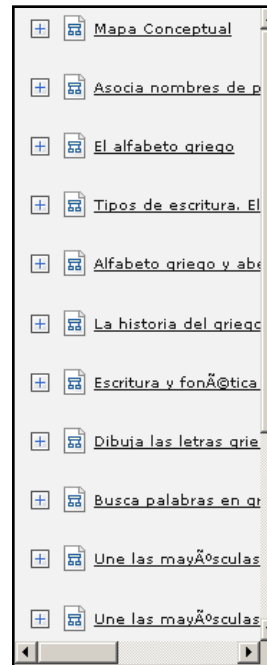 Mapa Conceptual
Asocia nombres de p
El alfabeto griego
Tipos de escritura. El
Alfabeto griego y abe
La historia del griego
Escritura y fonÃ©tica
Dibuja las letras grie
Busca palabras en gr
Une las mayÃºsculas
Une las mayÃºsculas